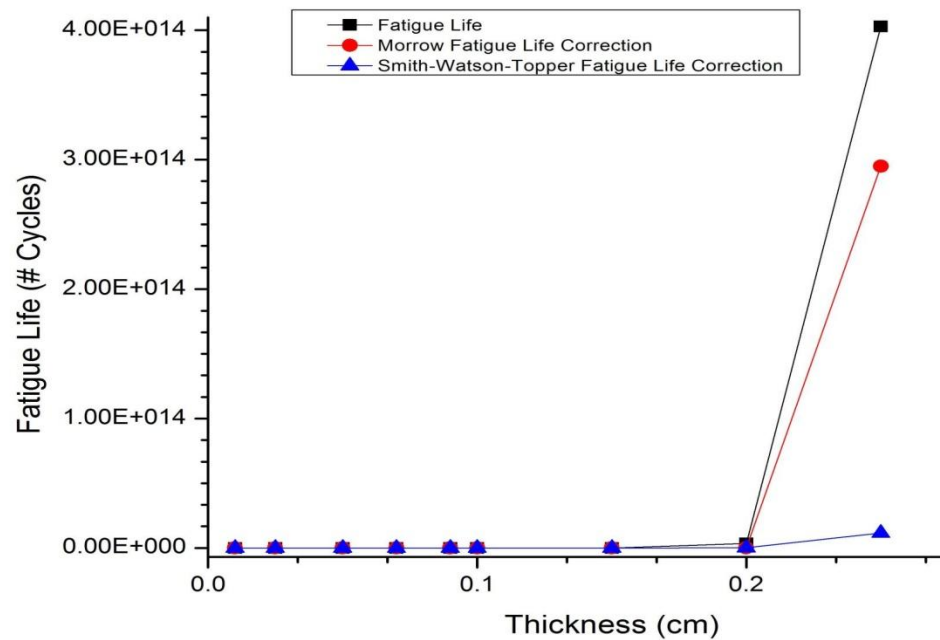 Fatigue Life
Morrow Fatigue Life Correction
Smith-Watson-Topper Fatigue Life Correction
4.00E+014
3.00E+014
2.00E+014
1.00E+014
0.00E+000
Fatigue Life (# Cycles)
0.0
0.1
0.2
Thickness (cm)